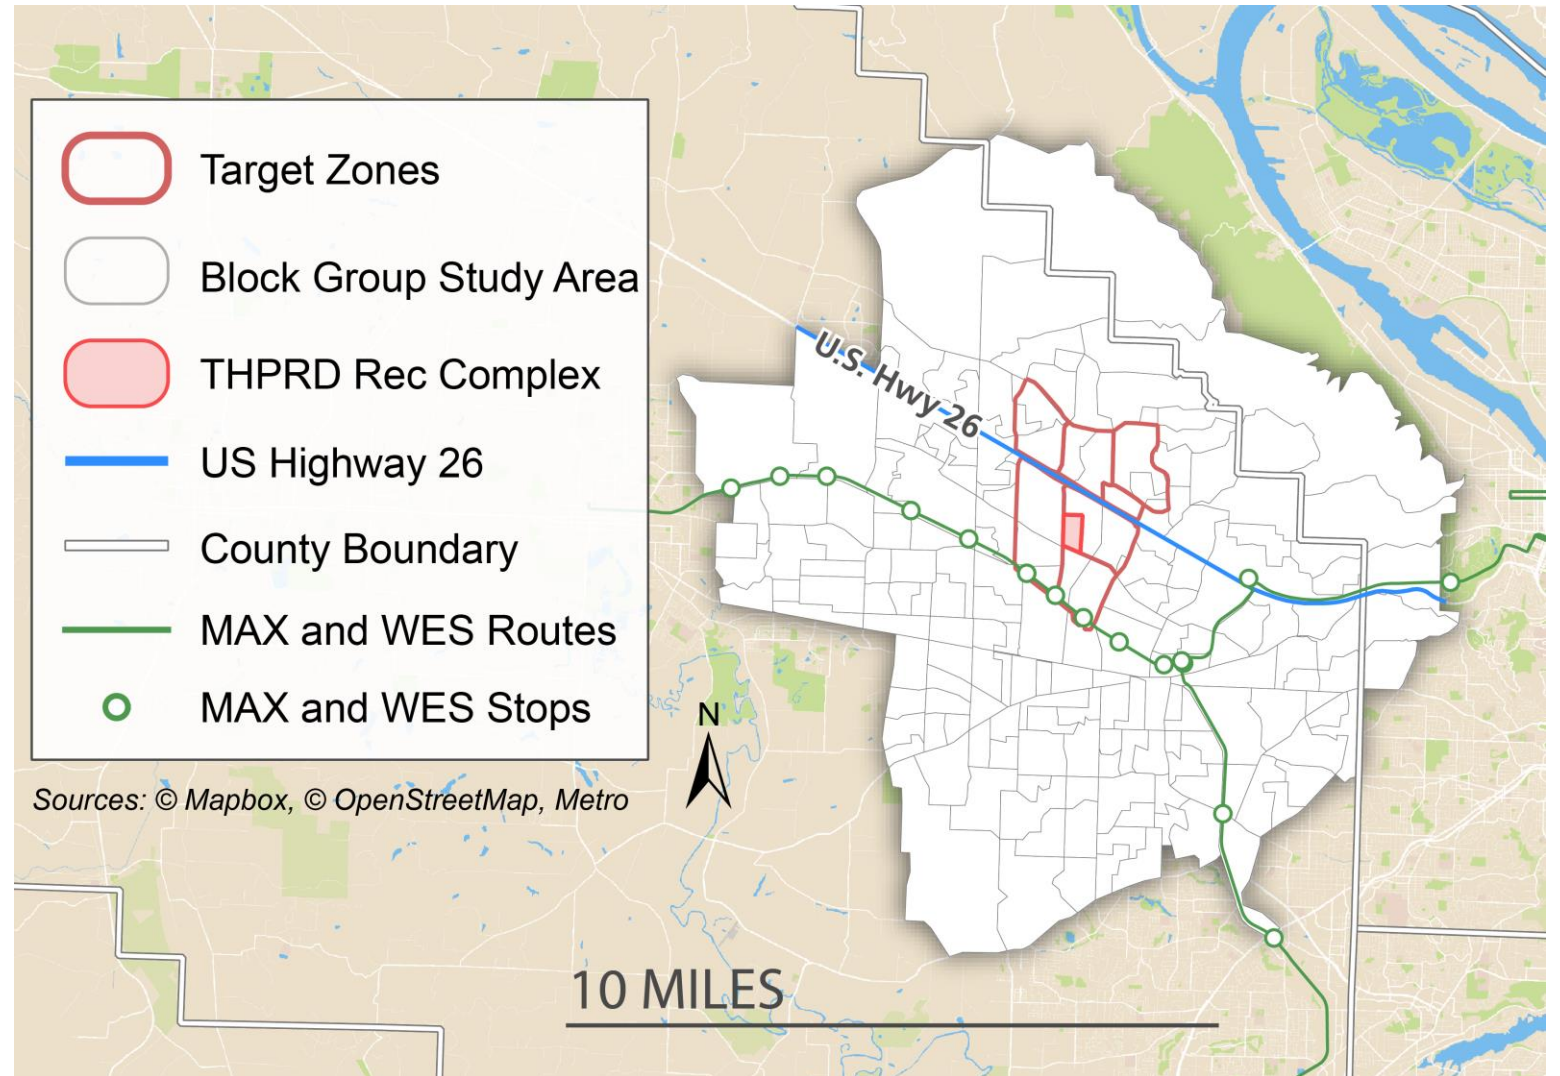 Target Zones
Block Group Study Area
THPRD Rec Complex
US Highway 26
County Boundary
MAX and WES Routes
MAX and WES Stops
Sources: © Mapbox, © OpenStreetMap, Metro
N
U.S. Hwy 26
10 MILES